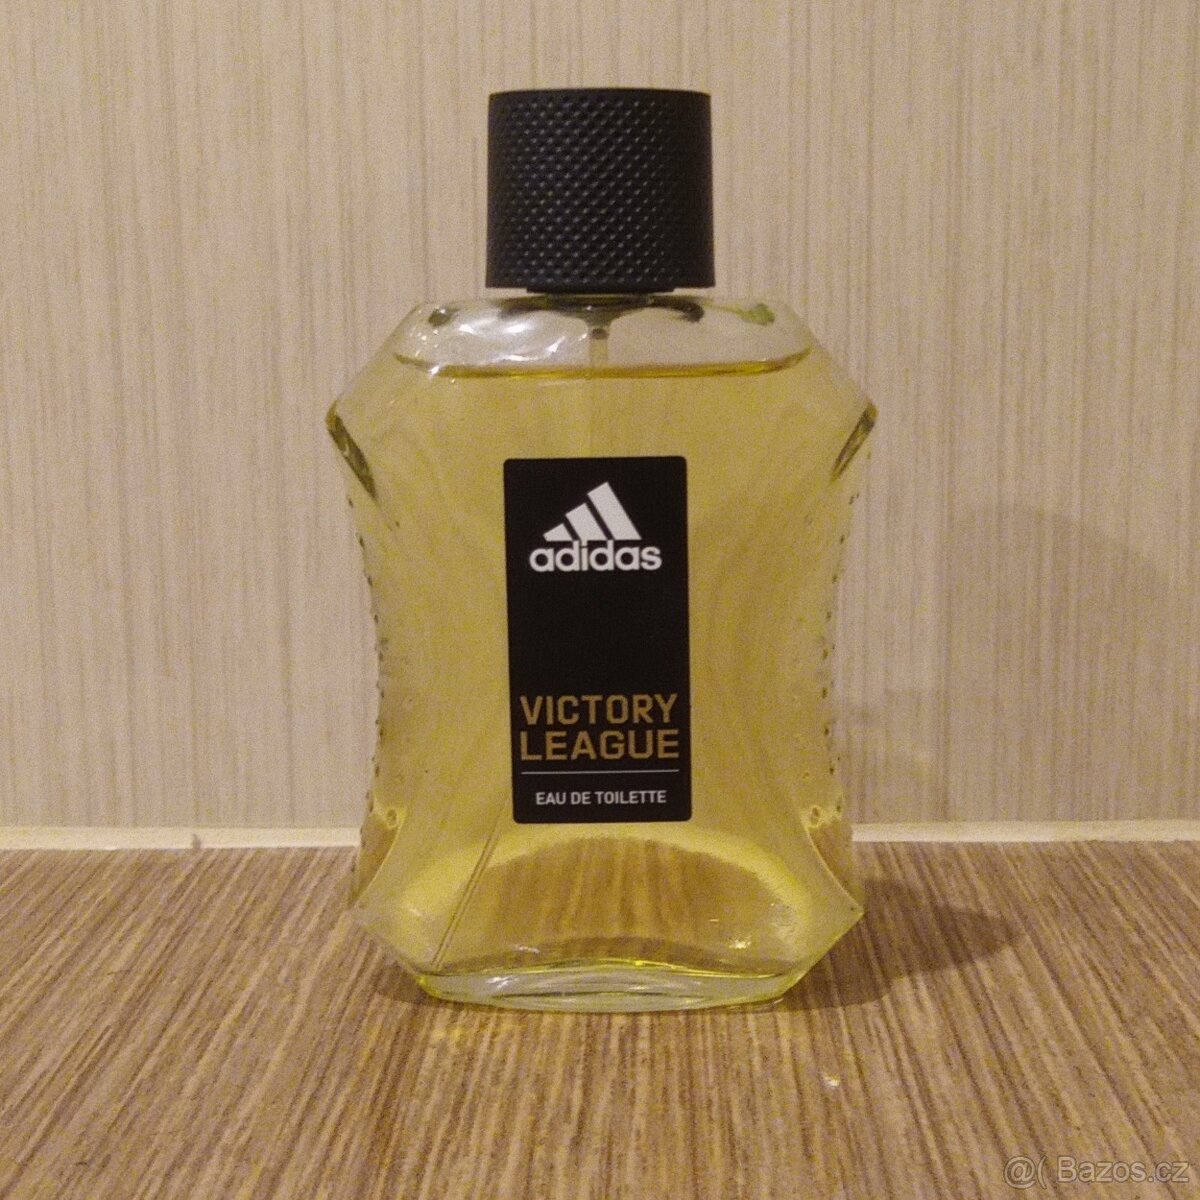 adidas
VICTORY
LEAGUE
EAU DE TOILETTE
@( Bazos.cz